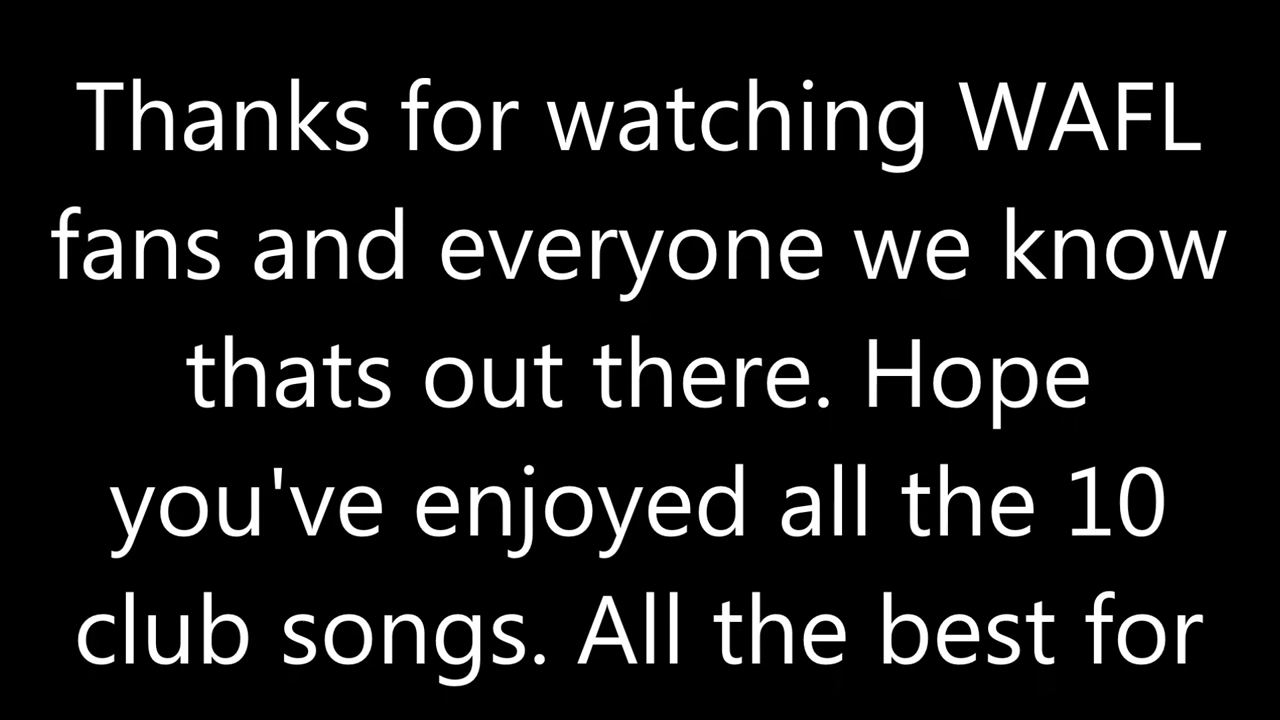 Thanks for watching WAFL
fans and everyone we know
thats out there. Hope
you've enjoyed all the 10
club songs. All the best for